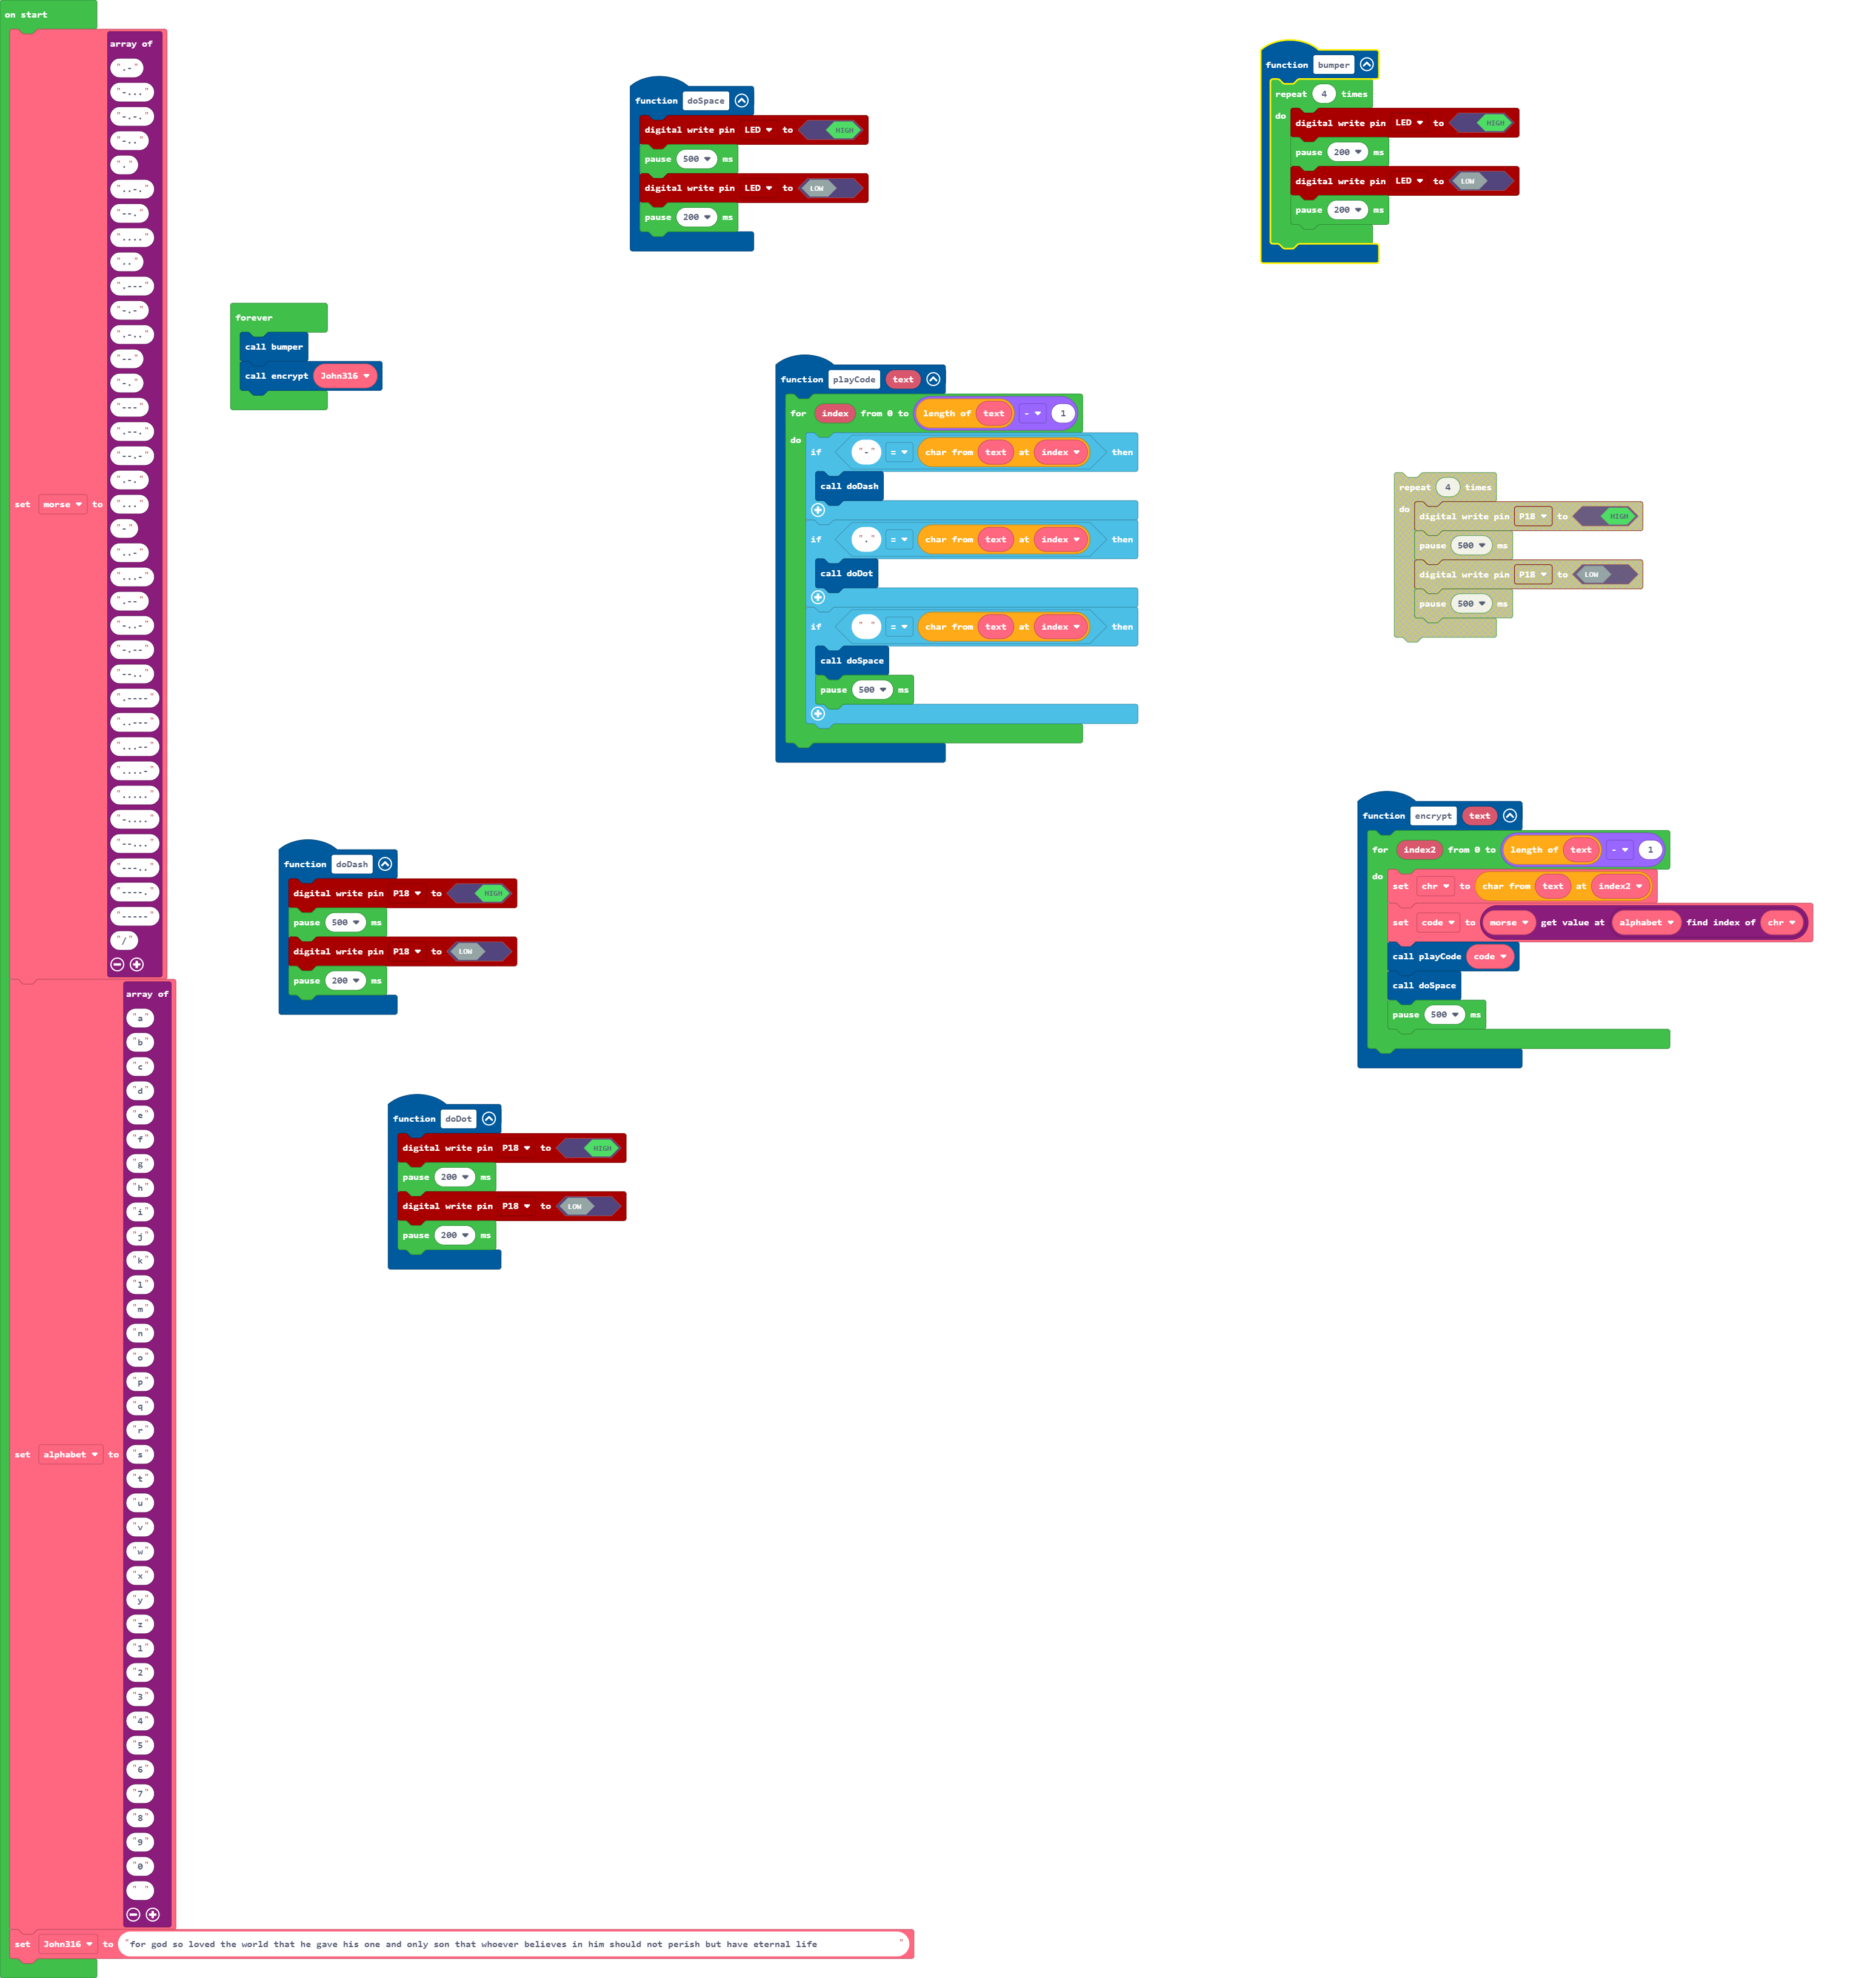 on start
array of
".-"
"-..."
"-.-."
"-.."
"."
"..-."
"--."
"...."
".."
".---"
"-.-"
".-.."
"--"
"-."
"---"
".--."
"--.-"
".-."
"..."
set morse to
"-"
"..-"
"...-"
".--"
"-..-"
"-.--"
"--.."
".----"
"..---"
"...--"
"....-"
"....."
"-...."
"--..."
"---.."
"----."
"-----"
"/"
array of
"a"
"b"
"c"
"d"
"e"
"f"
"g"
"h"
"i"
"j"
"k"
"l"
"m"
"n"
"o"
"p"
"q"
"r"
set alphabet to "s"
"t"
"u"
"v"
"w"
"x"
"y"
"z"
"1"
"2"
"3"
"4"
"5"
"6"
"7"
"8"
"9"
"0"
" "
set John316 to "for god so loved the world that he gave his one and only son that whoever believes in him should not perish but have eternal life "
forever
call bumper
call encrypt John316
function doSpace
digital write pin LED to HIGH
pause 500 ms
digital write pin LED to LOW
pause 200 ms
function bumper
repeat 4 times
do
digital write pin LED to HIGH
pause 200 ms
digital write pin LED to LOW
pause 200 ms
function playCode text
for index from 0 to length of text - 1
do
if "-" = char from text at index then
call doDash
if "." = char from text at index then
call doDot
if " " = char from text at index then
call doSpace
pause 500 ms
repeat 4 times
do
digital write pin P18 to HIGH
pause 500 ms
digital write pin P18 to LOW
pause 500 ms
function encrypt text
for index2 from 0 to length of text - 1
do
set chr to char from text at index2
set code to morse get value at alphabet find index of chr
call playCode code
call doSpace
pause 500 ms
function doDash
digital write pin P18 to HIGH
pause 500 ms
digital write pin P18 to LOW
pause 200 ms
function doDot
digital write pin P18 to HIGH
pause 200 ms
digital write pin P18 to LOW
pause 200 ms